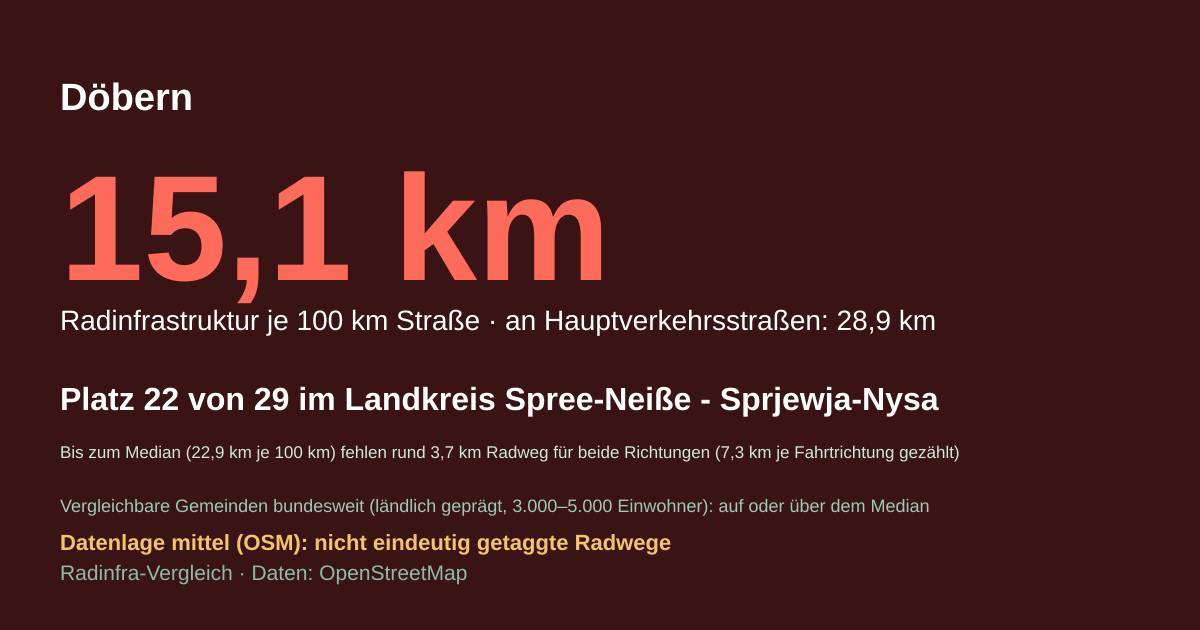 Döbern
15,1 km
Radinfrastruktur je 100 km Straße · an Hauptverkehrsstraßen: 28,9 km
Platz 22 von 29 im Landkreis Spree-Neiße - Sprjewja-Nysa
Bis zum Median (22,9 km je 100 km) fehlen rund 3,7 km Radweg für beide Richtungen (7,3 km je Fahrtrichtung gezählt)
Vergleichbare Gemeinden bundesweit (ländlich geprägt, 3.000–5.000 Einwohner): auf oder über dem Median
Datenlage mittel (OSM): nicht eindeutig getaggte Radwege
Radinfra-Vergleich · Daten: OpenStreetMap